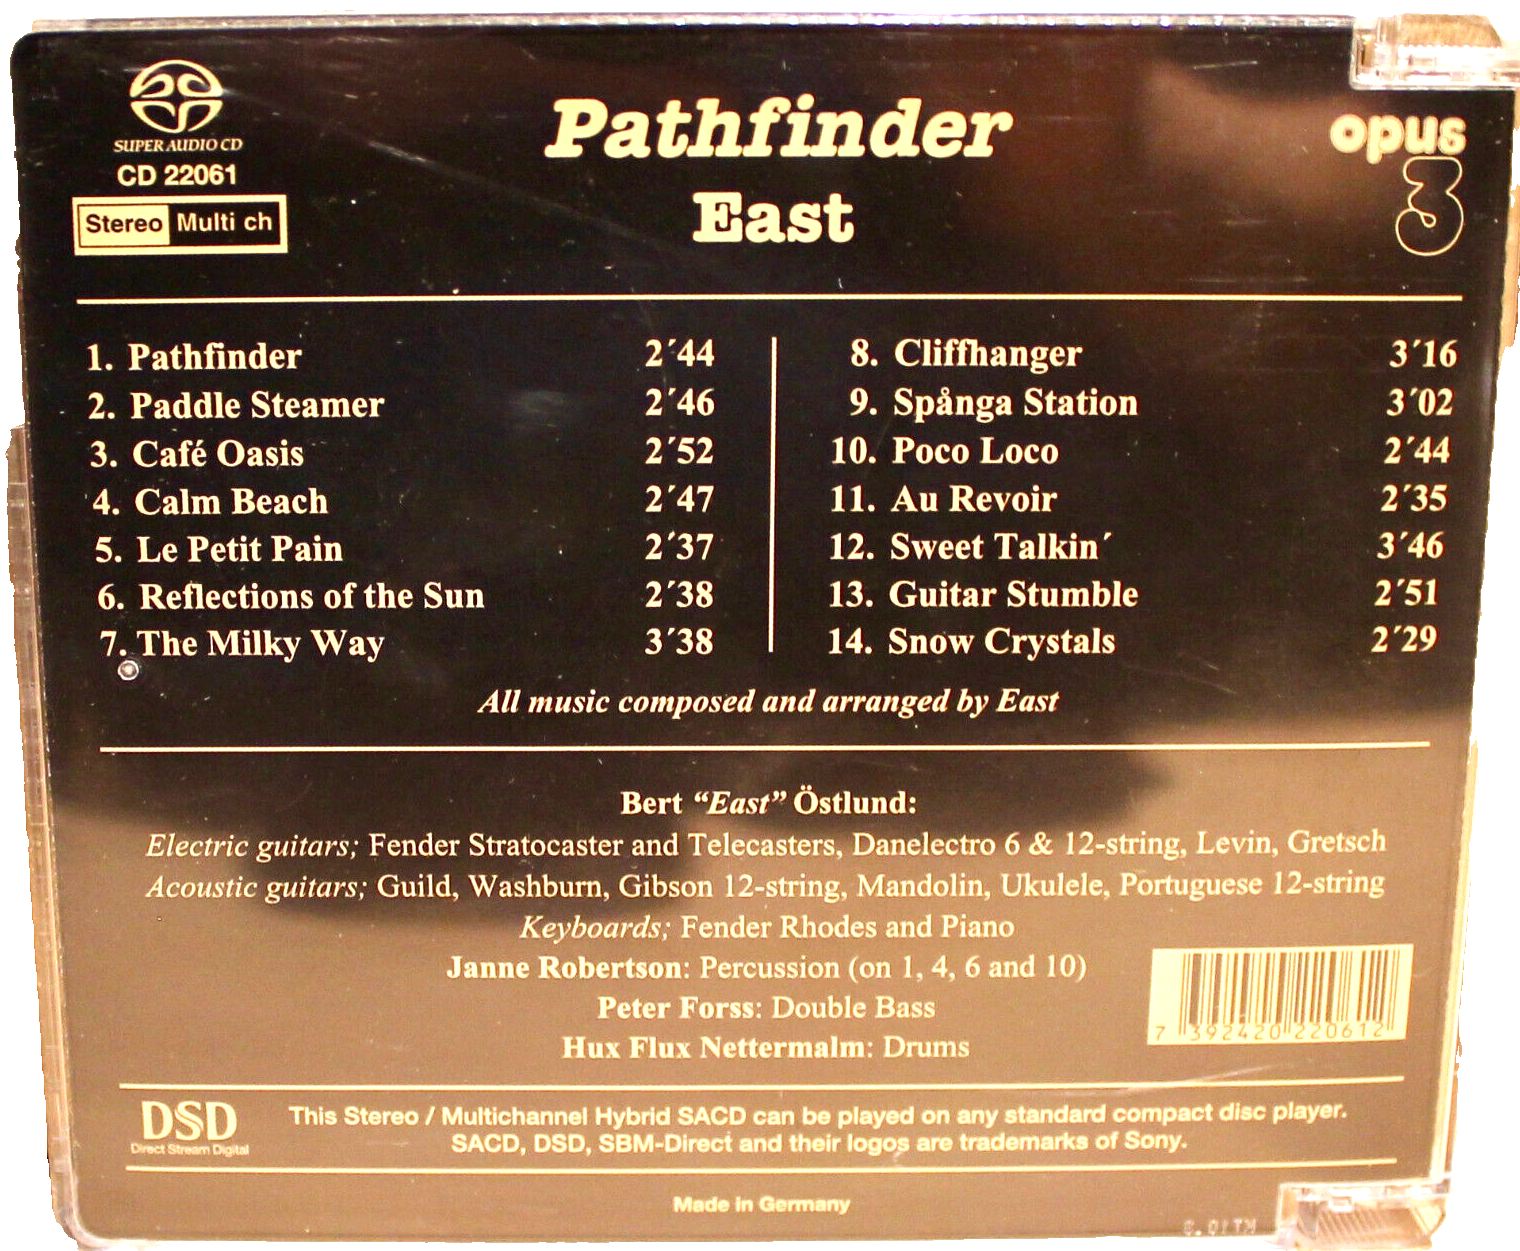 SUPER AUDIO CD
CD 22061
Stereo Multi ch
Pathfinder
East
opus
3
1. Pathfinder 2´44
2. Paddle Steamer 2´46
3. Café Oasis 2´52
4. Calm Beach 2´47
5. Le Petit Pain 2´37
6. Reflections of the Sun 2´38
7. The Milky Way 3´38
8. Cliffhanger 3´16
9. Spånga Station 3´02
10. Poco Loco 2´44
11. Au Revoir 2´35
12. Sweet Talkin´ 3´46
13. Guitar Stumble 2´51
14. Snow Crystals 2´29
All music composed and arranged by East
Bert “East” Östlund:
Electric guitars; Fender Stratocaster and Telecasters, Danelectro 6 & 12-string, Levin, Gretsch
Acoustic guitars; Guild, Washburn, Gibson 12-string, Mandolin, Ukulele, Portuguese 12-string
Keyboards; Fender Rhodes and Piano
Janne Robertson: Percussion (on 1, 4, 6 and 10)
Peter Forss: Double Bass
Hux Flux Nettermalm: Drums
7 392420 220612
DSD
Direct Stream Digital
This Stereo / Multichannel Hybrid SACD can be played on any standard compact disc player.
SACD, DSD, SBM-Direct and their logos are trademarks of Sony.
Made in Germany